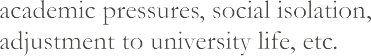 academic pressures, social isolation,
adjustment to university life, etc.